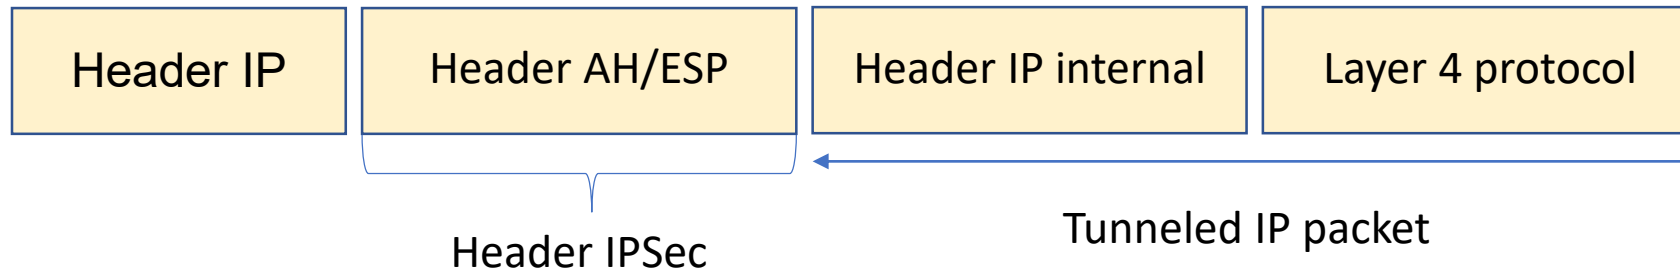 Header IP
Header AH/ESP
Header IP internal
Layer 4 protocol
Header IPSec
Tunneled IP packet